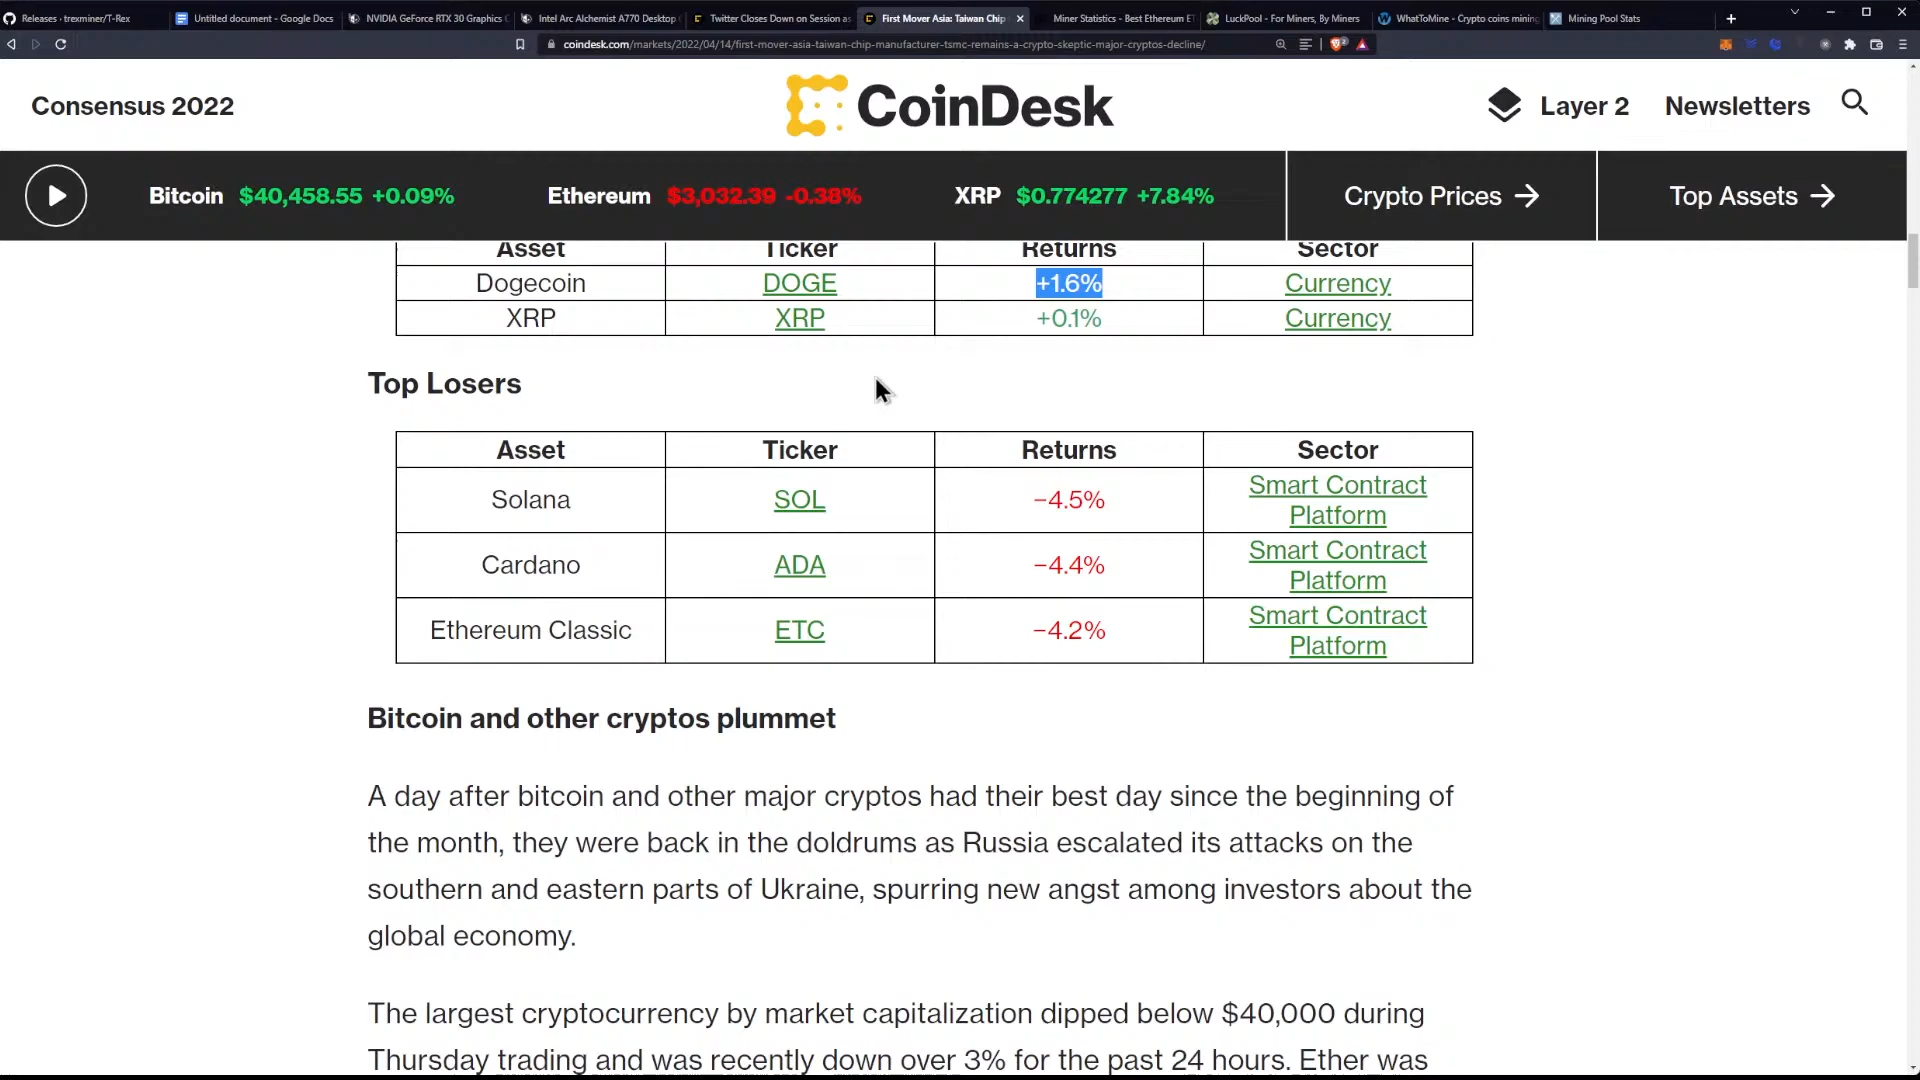 Releases · trexminer/T-Rex
Untitled document - Google Docs
NVIDIA GeForce RTX 30 Graphics C
Intel Arc Alchemist A770 Desktop
Twitter Closes Down on Session as
First Mover Asia: Taiwan Chip
Miner Statistics - Best Ethereum ET
LuckPool - For Miners, By Miners
WhatToMine - Crypto coins mining
Mining Pool Stats
coindesk.com/markets/2022/04/14/first-mover-asia-taiwan-chip-manufacturer-tsmc-remains-a-crypto-skeptic-major-cryptos-decline/
Consensus 2022
CoinDesk
Layer 2
Newsletters
Bitcoin $40,458.55 +0.09%
Ethereum $3,032.39 -0.38%
XRP $0.774277 +7.84%
Crypto Prices →
Top Assets →
Asset Ticker Returns Sector
Dogecoin DOGE +1.6% Currency
XRP XRP +0.1% Currency
Top Losers
Asset Ticker Returns Sector
Solana SOL −4.5% Smart Contract
Platform
Cardano ADA −4.4% Smart Contract
Platform
Ethereum Classic ETC −4.2% Smart Contract
Platform
Bitcoin and other cryptos plummet
A day after bitcoin and other major cryptos had their best day since the beginning of
the month, they were back in the doldrums as Russia escalated its attacks on the
southern and eastern parts of Ukraine, spurring new angst among investors about the
global economy.
The largest cryptocurrency by market capitalization dipped below $40,000 during
Thursday trading and was recently down over 3% for the past 24 hours. Ether was